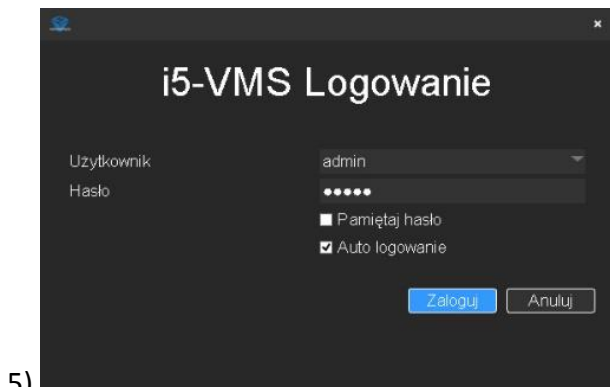 i5-VMS Logowanie
Użytkownik admin
Hasło •••••
Pamiętaj hasło
Auto logowanie
Zaloguj Anuluj
5)